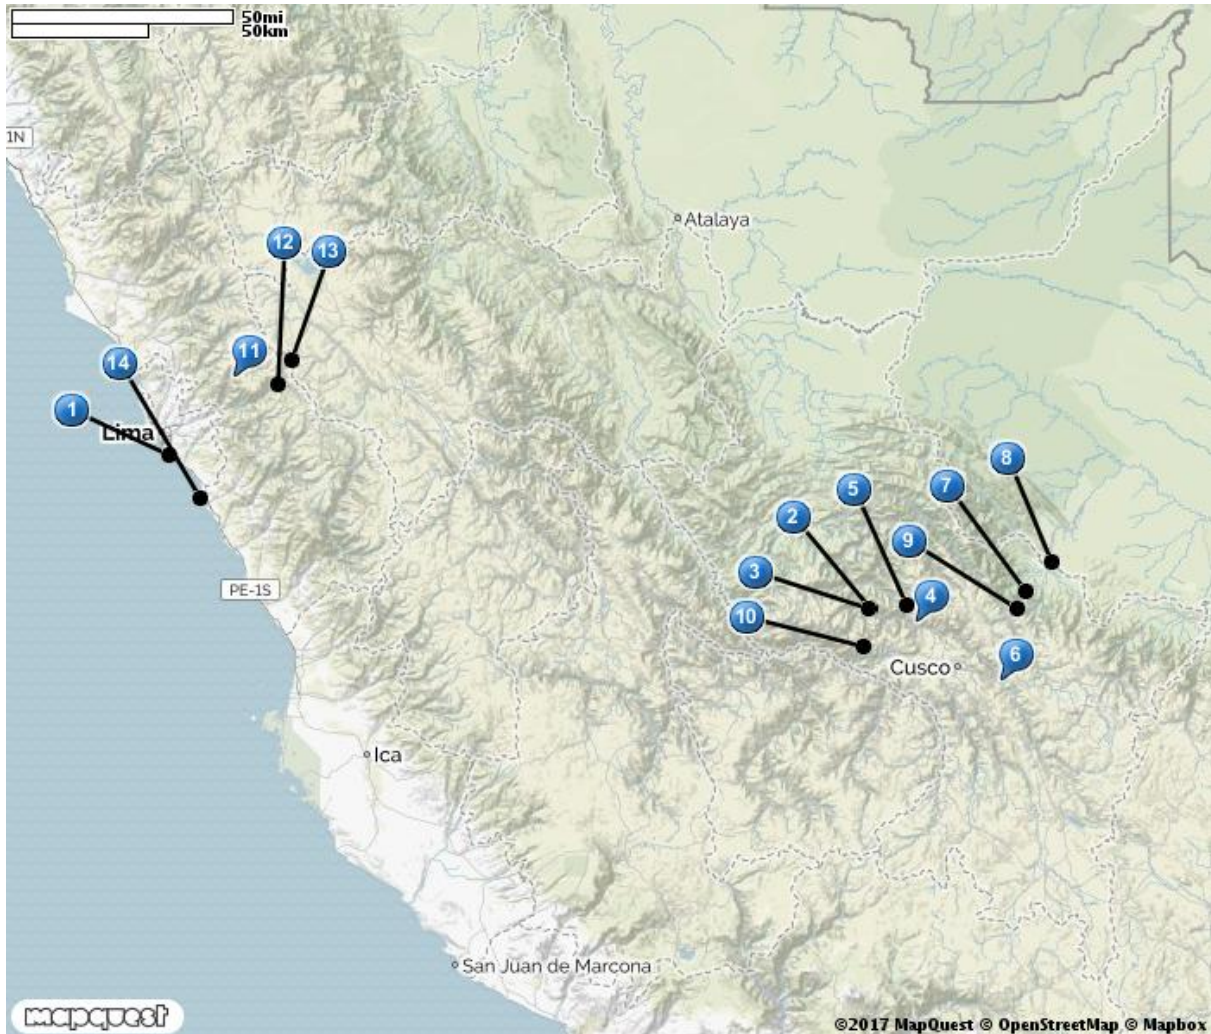 50mi
50km
1N
Atalaya
12
13
11
14
1
Lima
8
7
5
2
9
3
4
10
6
PE-1S
Cusco
Ica
San Juan de Marcona
mapquest
©2017 MapQuest © OpenStreetMap © Mapbox